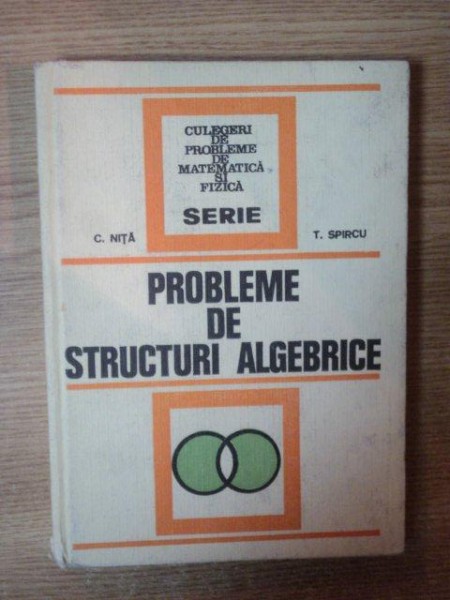 CULEGERI
DE
PROBLEME
DE
MATEMATICĂ
ȘI
FIZICĂ
SERIE
C. NIȚĂ
T. SPIRCU
PROBLEME
DE
STRUCTURI ALGEBRICE